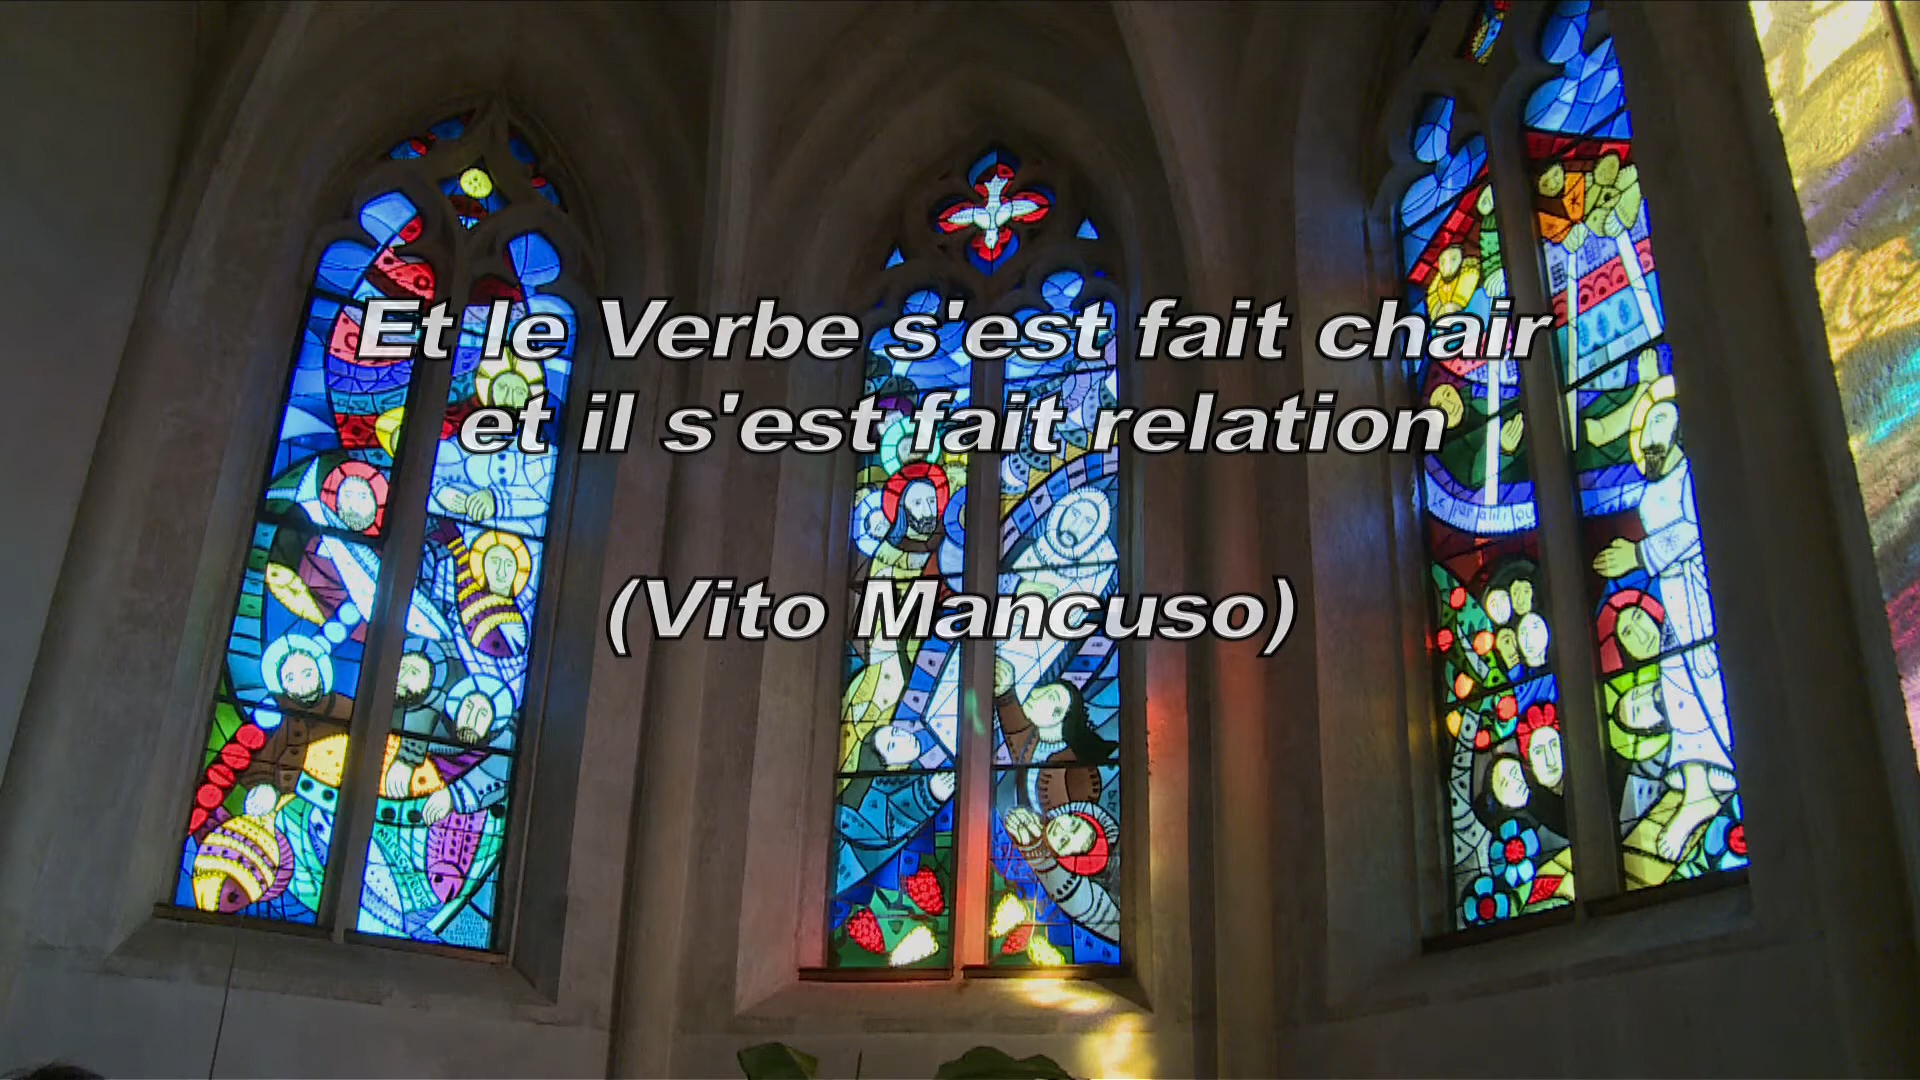 Et le Verbe s'est fait chair
et il s'est fait relation
(Vito Mancuso)